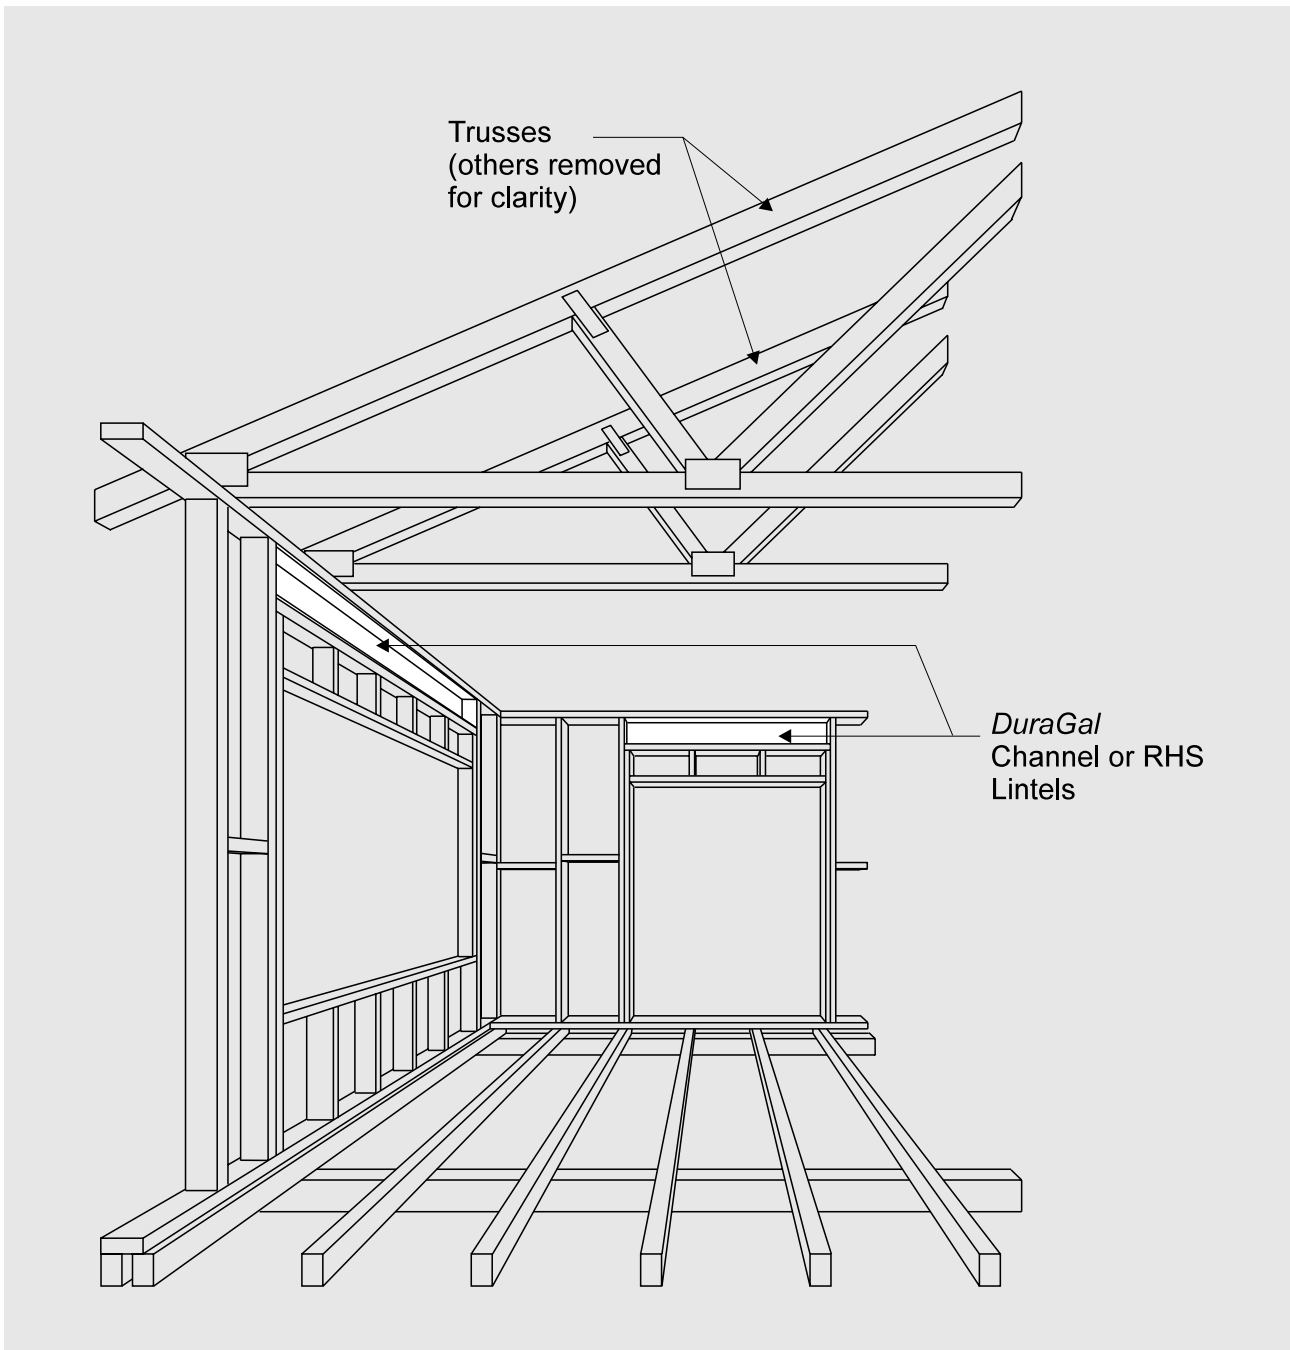 Trusses
(others removed
for clarity)
DuraGal
Channel or RHS
Lintels